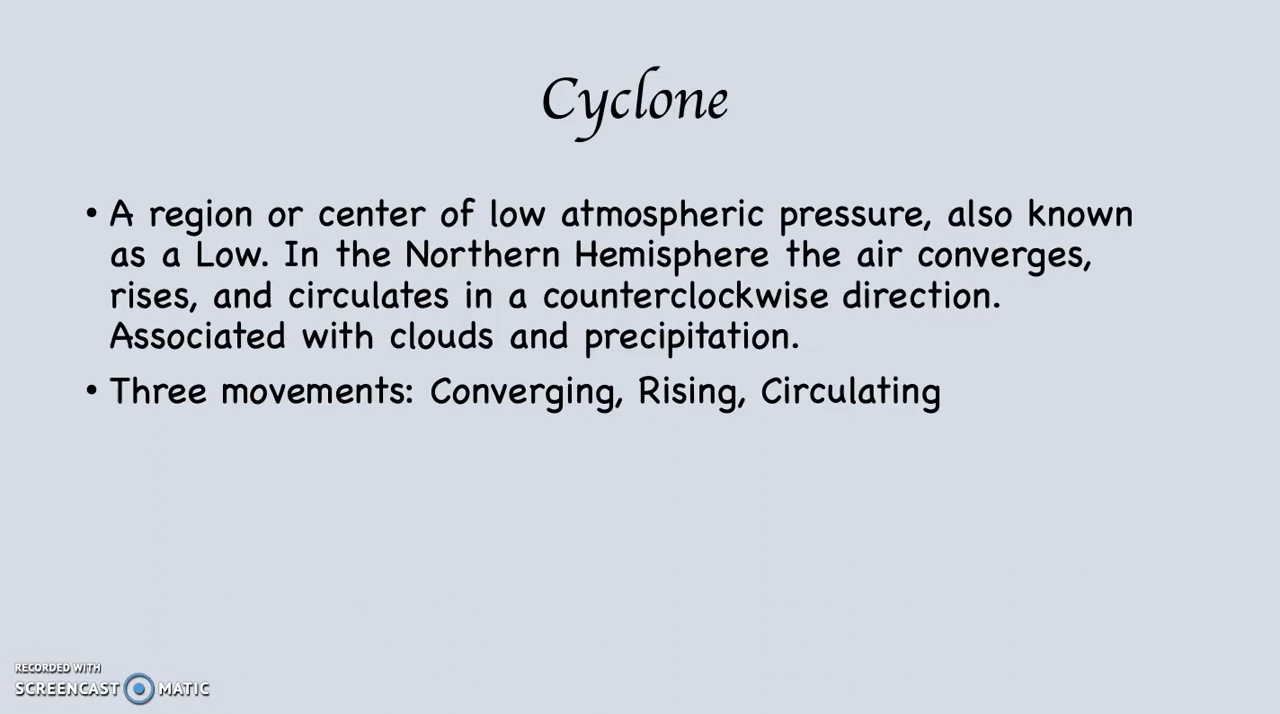 Cyclone
• A region or center of low atmospheric pressure, also known
as a Low. In the Northern Hemisphere the air converges,
rises, and circulates in a counterclockwise direction.
Associated with clouds and precipitation.
• Three movements: Converging, Rising, Circulating
RECORDED WITH
SCREENCAST MATIC